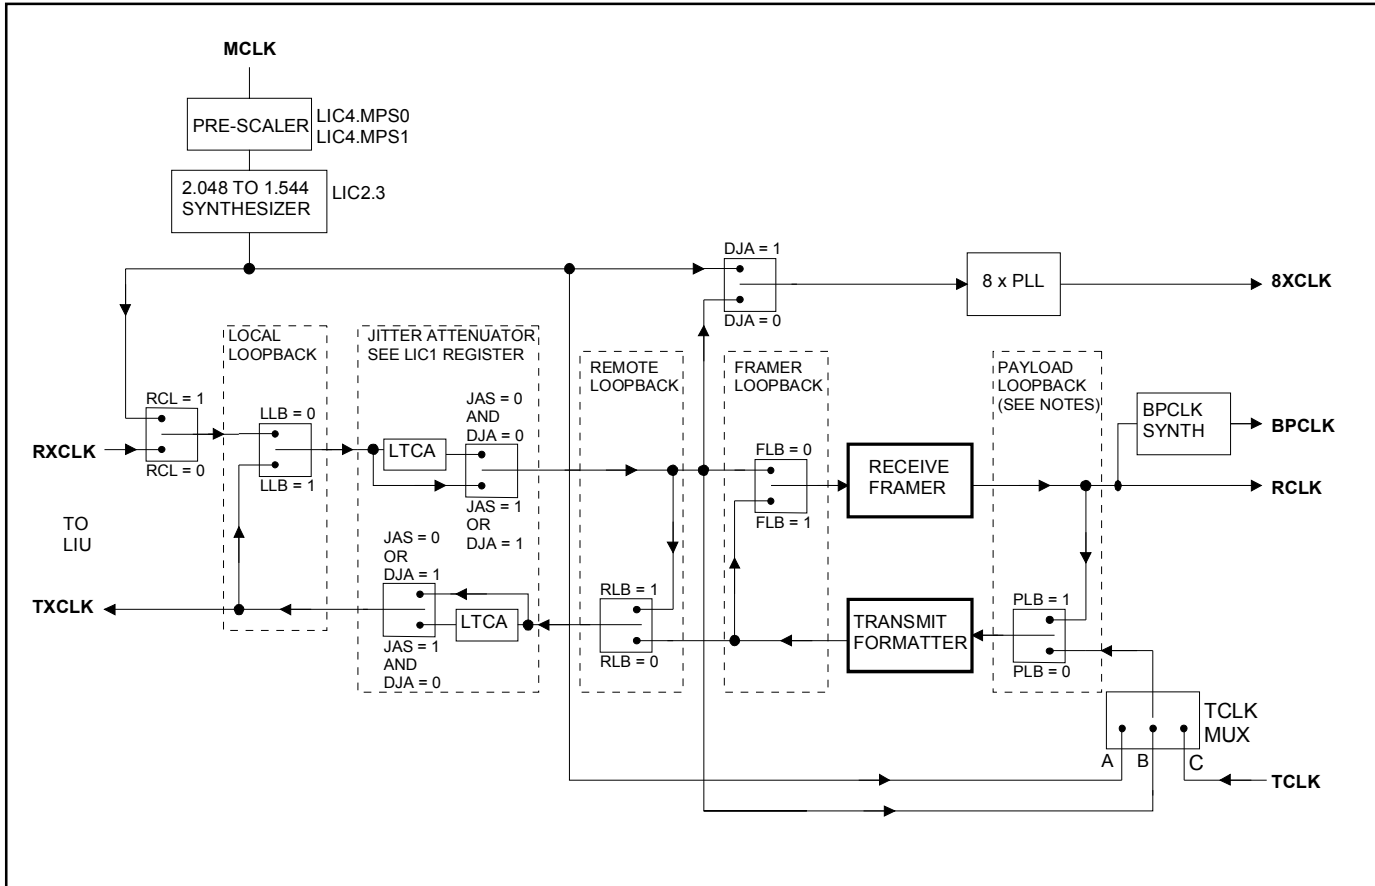 MCLK
PRE-SCALER
LIC4.MPS0
LIC4.MPS1
2.048 TO 1.544
SYNTHESIZER
LIC2.3
DJA = 1
DJA = 0
8 x PLL
8XCLK
LOCAL
LOOPBACK
JITTER ATTENUATOR
SEE LIC1 REGISTER
REMOTE
LOOPBACK
FRAMER
LOOPBACK
PAYLOAD
LOOPBACK
(SEE NOTES)
RCL = 1
RCL = 0
RXCLK
LLB = 0
LLB = 1
LTCA
JAS = 0
AND
DJA = 0
JAS = 1
OR
DJA = 1
FLB = 0
FLB = 1
RECEIVE
FRAMER
BPCLK
SYNTH
BPCLK
RCLK
TO
LIU
TXCLK
JAS = 0
OR
DJA = 1
LTCA
JAS = 1
AND
DJA = 0
RLB = 1
RLB = 0
TRANSMIT
FORMATTER
PLB = 1
PLB = 0
TCLK
MUX
A
B
C
TCLK